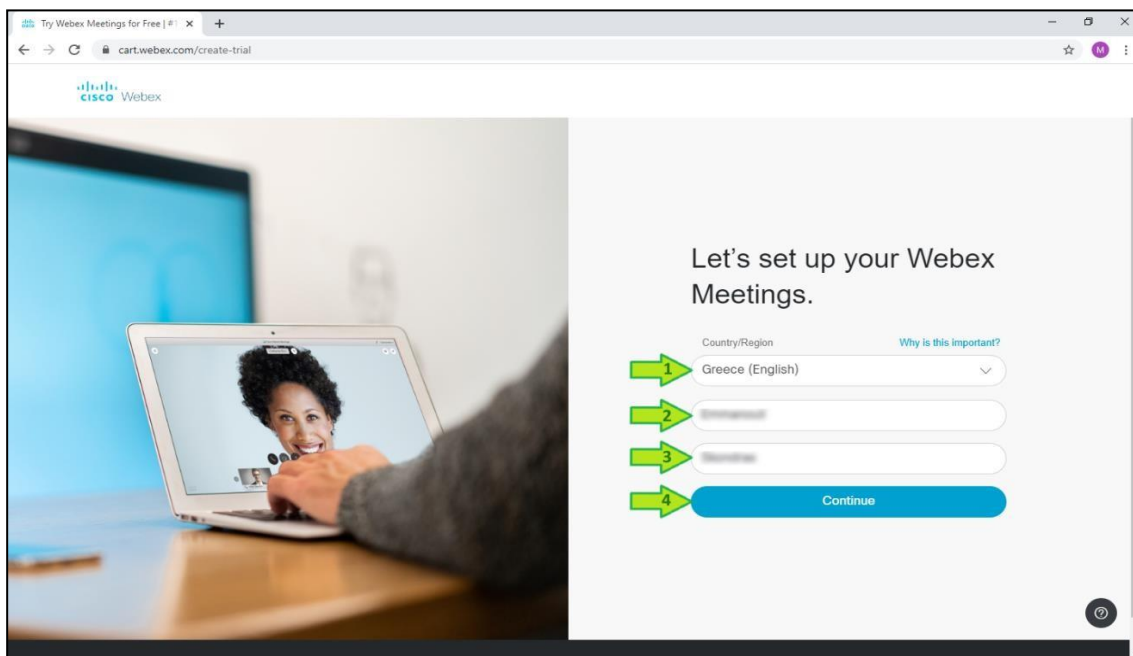 Try Webex Meetings for Free | #1
cart.webex.com/create-trial
M
CISCO Webex
Let's set up your Webex
Meetings.
Country/Region
Why is this important?
1
Greece (English)
2
3
4
Continue